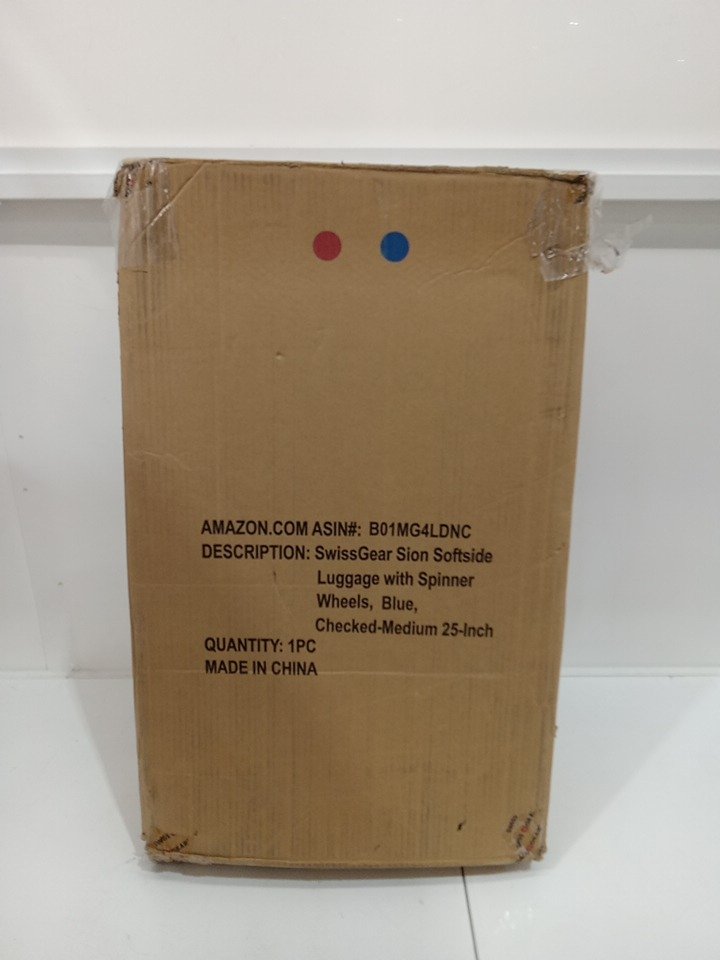 AMAZON.COM ASIN#: B01MG4LDNC
DESCRIPTION: SwissGear Sion Softside
Luggage with Spinner
Wheels, Blue,
Checked-Medium 25-Inch
QUANTITY: 1PC
MADE IN CHINA